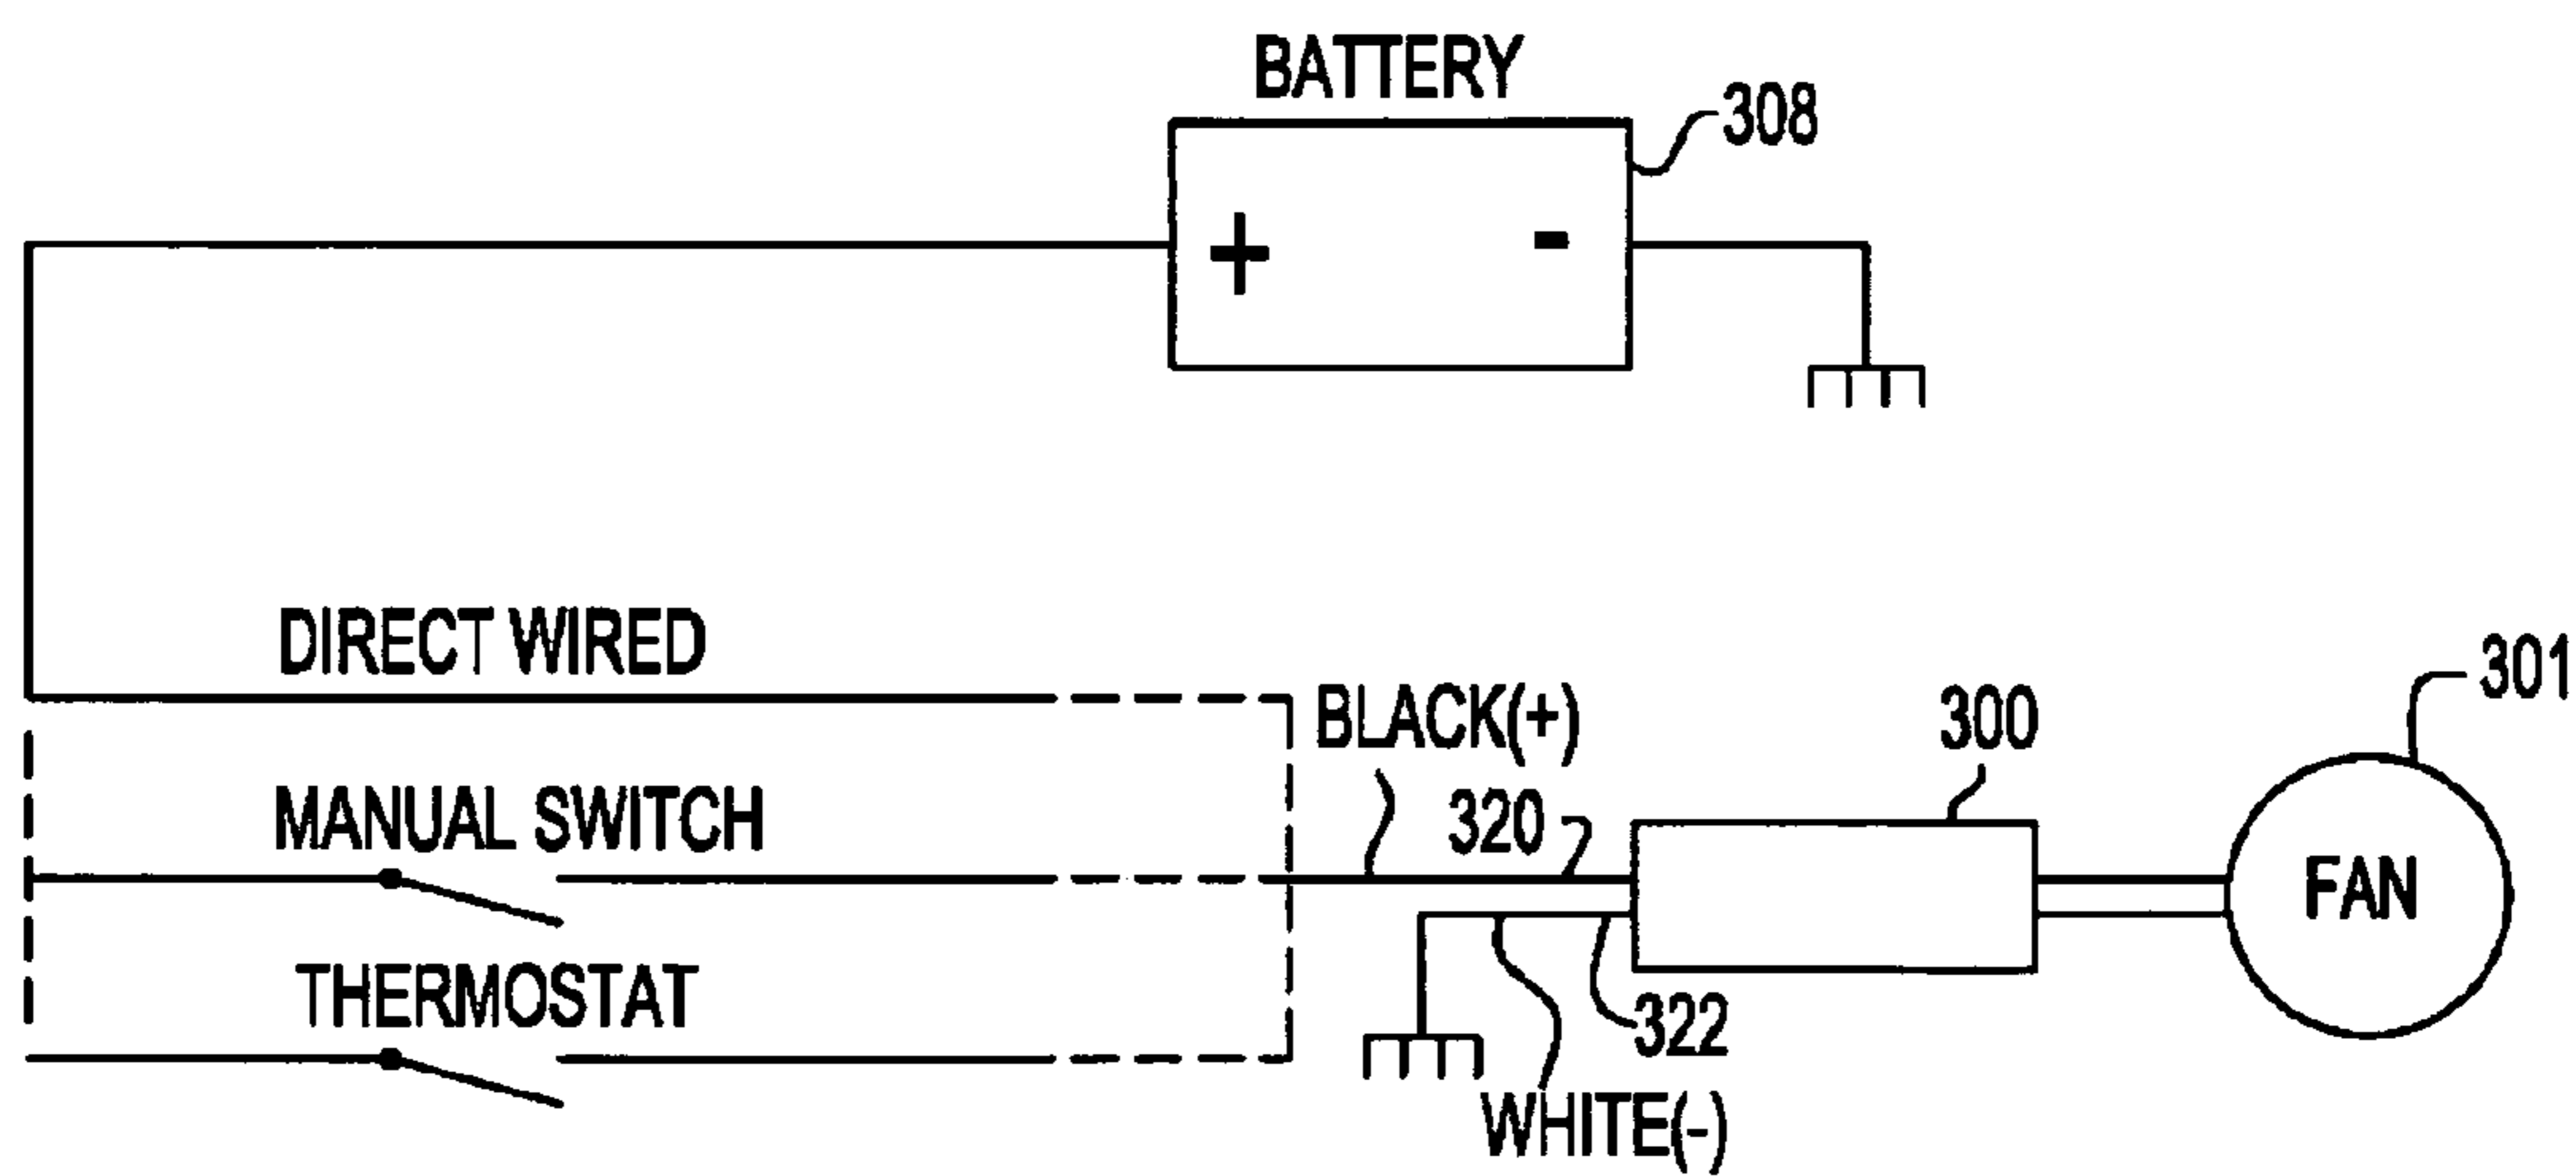 BATTERY
308
+ -
DIRECT WIRED
301
BLACK(+)
300
MANUAL SWITCH
320
FAN
THERMOSTAT
322
WHITE(-)